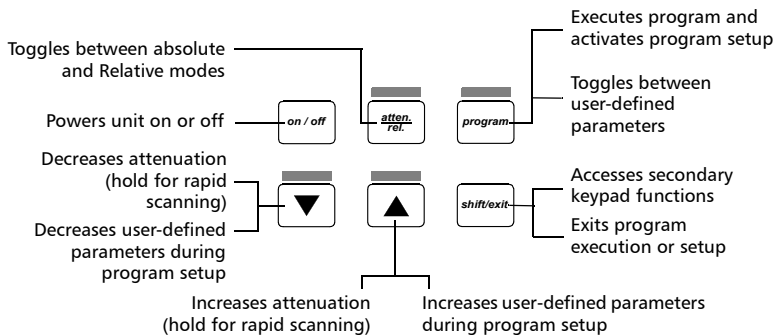 Executes program and
activates program setup
Toggles between absolute
and Relative modes
Toggles between
user-defined
parameters
Powers unit on or off
on / off
atten.
rel.
program
Decreases attenuation
(hold for rapid
scanning)
Decreases user-defined
parameters during
program setup
shift/exit
Accesses secondary
keypad functions
Exits program
execution or setup
Increases attenuation
(hold for rapid scanning)
Increases user-defined parameters
during program setup